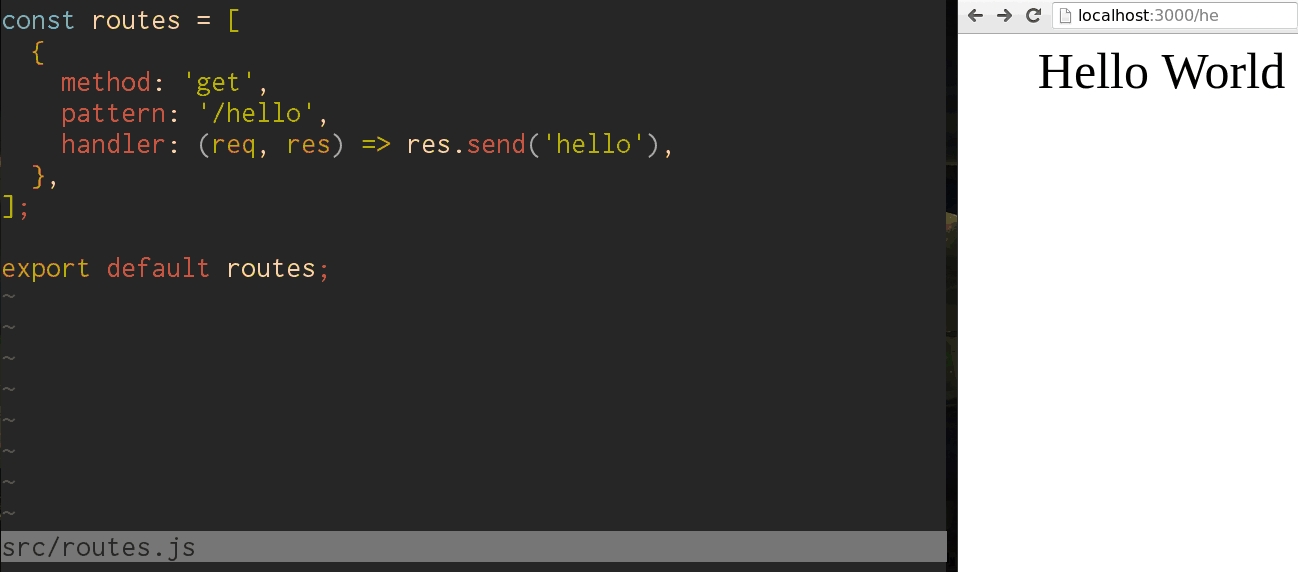 const routes = [
  {
    method: 'get',
    pattern: '/hello',
    handler: (req, res) => res.send('hello'),
  },
];

export default routes;
~
~
~
~
~
~
~
~
src/routes.js
localhost:3000/he
Hello World